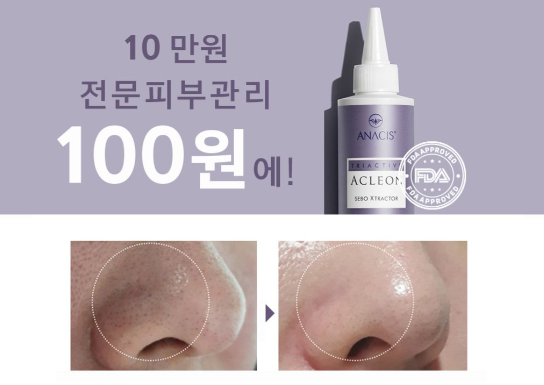 10 만원
전문피부관리
100원에!
ANACIS
TRIACTIVE
ACLEON
SEBO XTRACTOR
FDA APPROVED
FDA
FDA APPROVED